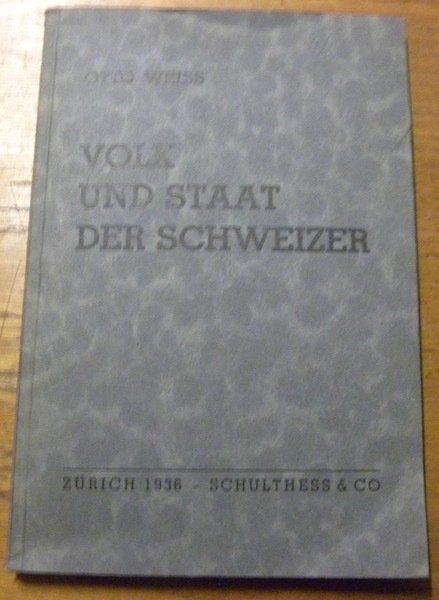 OTTO WEISS
VOLK
UND STAAT
DER SCHWEIZER
ZÜRICH 1936 - SCHULTHESS & CO